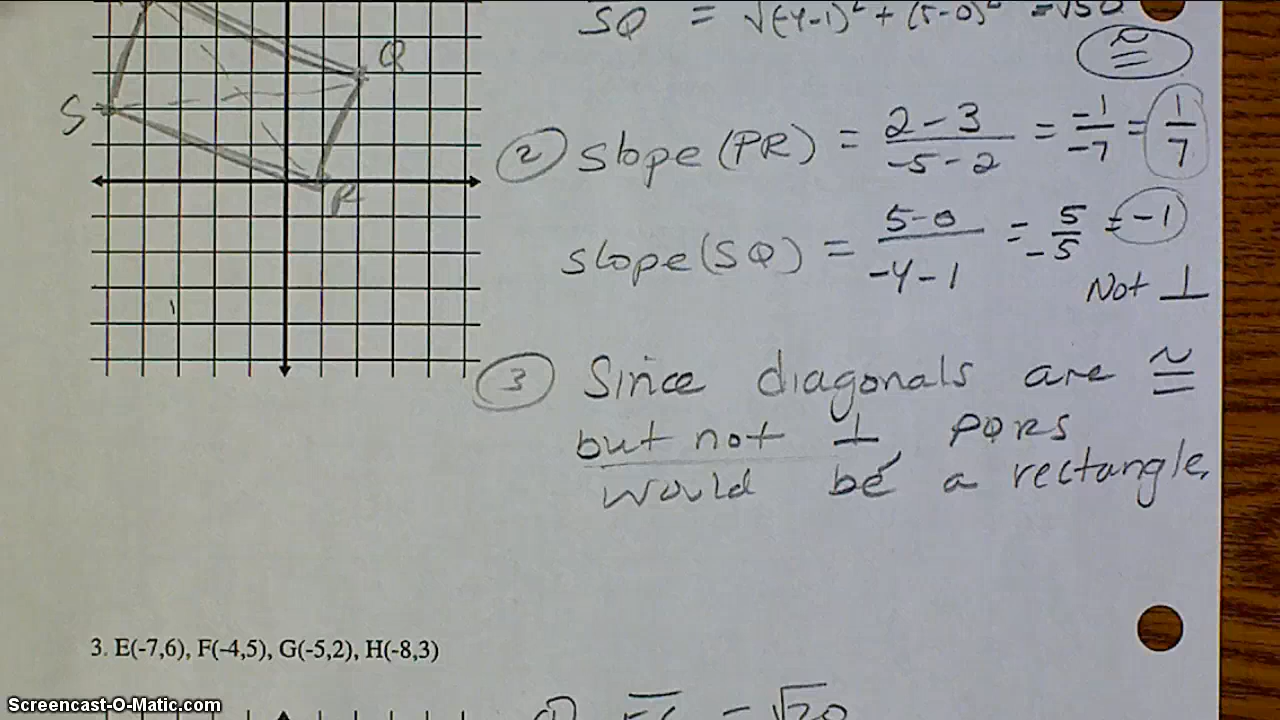 SQ = √(-4-1)² + (5-0)² = √50
≅
Q
S
R
② slope (PR) = 2-3 / -5-2 = -1/-7 = 1/7
slope (SQ) = 5-0 / -4-1 = 5/-5 = -1
Not ⊥
③ Since diagonals are ≅
but not ⊥ PQRS
would be a rectangle.
3. E(-7,6), F(-4,5), G(-5,2), H(-8,3)
= √20
Screencast-O-Matic.com